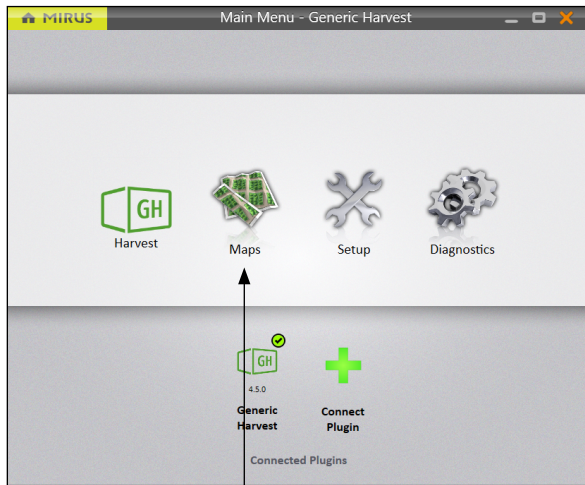 MIRUS
Main Menu - Generic Harvest
GH
Harvest
Maps
Setup
Diagnostics
GH
4.5.0
Generic
Harvest
Connect
Plugin
Connected Plugins